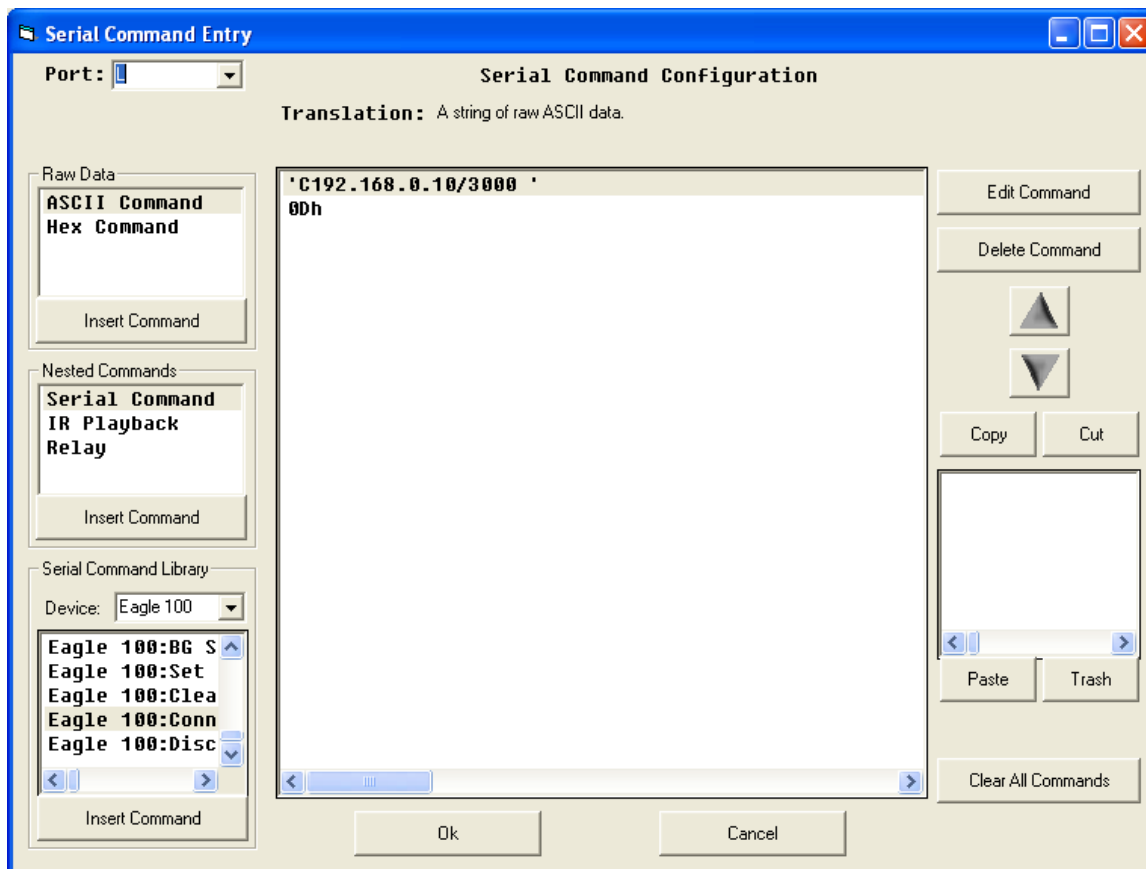 Serial Command Entry
Port: L
Serial Command Configuration
Translation: A string of raw ASCII data.
Raw Data
ASCII Command
Hex Command
Insert Command
Nested Commands
Serial Command
IR Playback
Relay
Insert Command
Serial Command Library
Device: Eagle 100
Eagle 100:BG S
Eagle 100:Set
Eagle 100:Clea
Eagle 100:Conn
Eagle 100:Disc
Insert Command
'C192.168.0.10/3000 '
0Dh
Edit Command
Delete Command
Copy Cut
Paste Trash
Clear All Commands
Ok Cancel